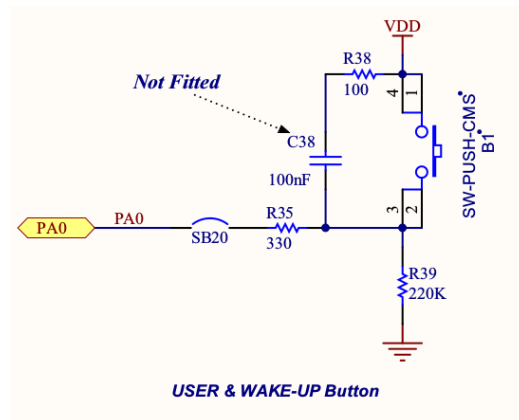 VDD
R38
100
Not Fitted
4
1
C38
100nF
SW-PUSH-CMS
B1
3
2
PA0
PA0
SB20
R35
330
R39
220K
USER & WAKE-UP Button